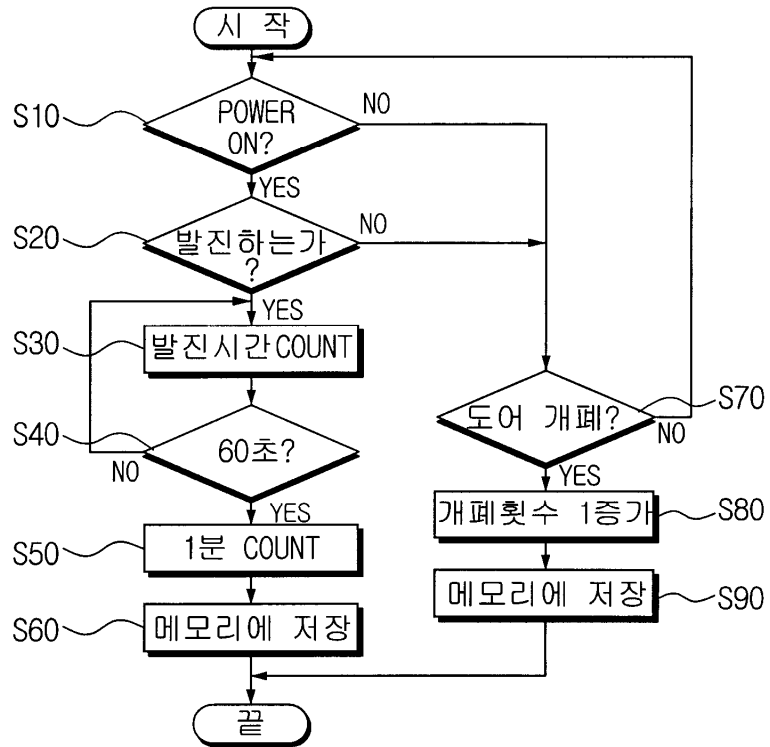 시 작
S10
POWER
ON?
NO
YES
S20
발진하는가
?
NO
YES
S30
발진시간COUNT
S40
60초?
NO
YES
S50
1분 COUNT
S60
메모리에 저장
도어 개폐?
S70
NO
YES
개폐횟수 1증가
S80
메모리에 저장
S90
끝